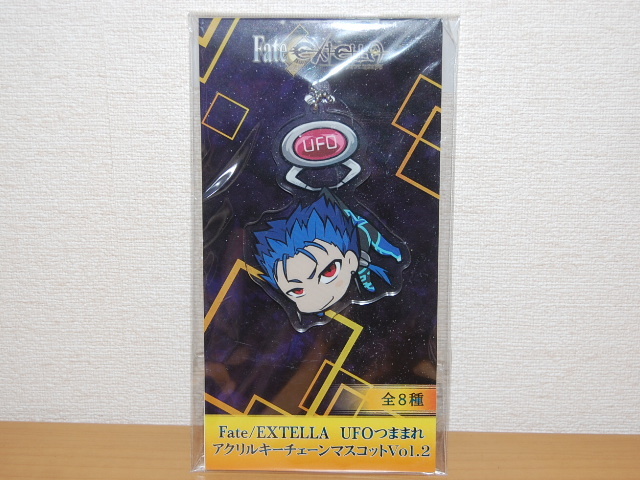 Fate/EXTELLA
UFO
全8種
Fate/EXTELLA UFOつままれ
アクリルキーチェーンマスコットVol.2